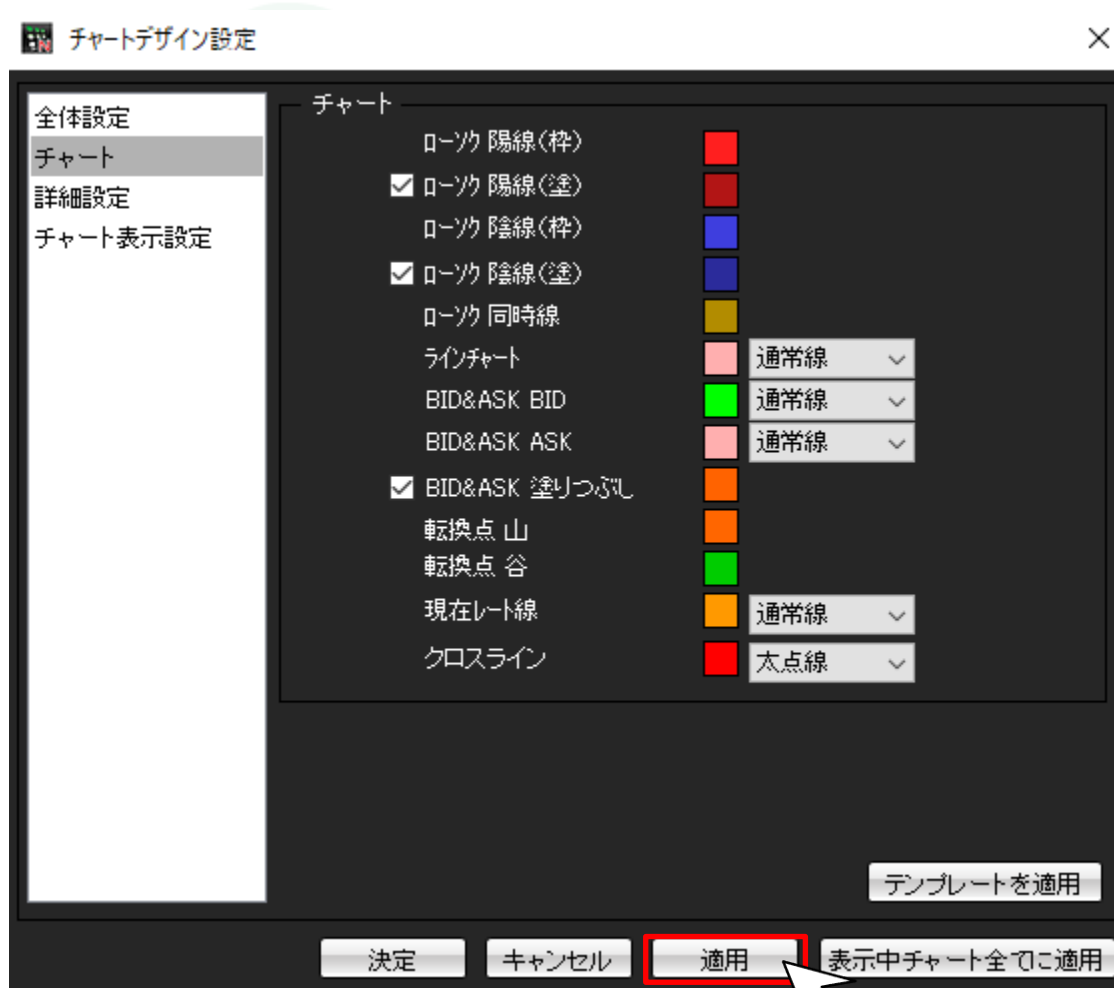 チャートデザイン設定
全体設定
チャート
詳細設定
チャート表示設定
チャート
ローソク 陽線(枠)
ローソク 陽線(塗)
ローソク 陰線(枠)
ローソク 陰線(塗)
ローソク 同時線
ラインチャート 通常線
BID&ASK BID 通常線
BID&ASK ASK 通常線
BID&ASK 塗りつぶし
転換点 山
転換点 谷
現在レート線 通常線
クロスライン 太点線
テンプレートを適用
決定 キャンセル 適用 表示中チャート全てに適用